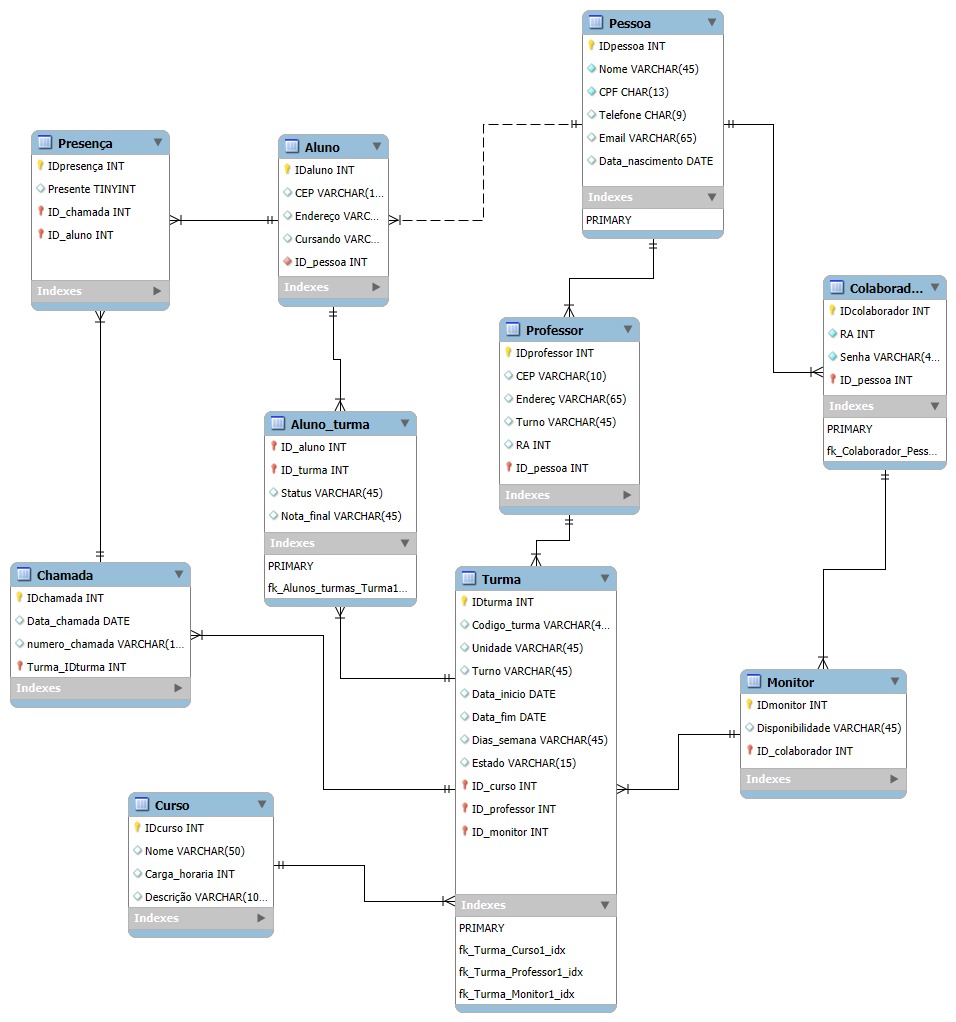 Pessoa
IDpessoa INT
Nome VARCHAR(45)
CPF CHAR(13)
Telefone CHAR(9)
Email VARCHAR(65)
Data_nascimento DATE
Indexes
PRIMARY
Presença
IDpresença INT
Presente TINYINT
ID_chamada INT
ID_aluno INT
Indexes
Aluno
IDaluno INT
CEP VARCHAR(1...
Endereço VARC...
Cursando VARC...
ID_pessoa INT
Indexes
Colaborad...
IDcolaborador INT
RA INT
Senha VARCHAR(4...
ID_pessoa INT
Indexes
PRIMARY
fk_Colaborador_Pess...
Professor
IDprofessor INT
CEP VARCHAR(10)
Endereç VARCHAR(65)
Turno VARCHAR(45)
RA INT
ID_pessoa INT
Indexes
Aluno_turma
ID_aluno INT
ID_turma INT
Status VARCHAR(45)
Nota_final VARCHAR(45)
Indexes
PRIMARY
fk_Alunos_turmas_Turma1...
Chamada
IDchamada INT
Data_chamada DATE
numero_chamada VARCHAR(1...
Turma_IDturma INT
Indexes
Turma
IDturma INT
Codigo_turma VARCHAR(4...
Unidade VARCHAR(45)
Turno VARCHAR(45)
Data_inicio DATE
Data_fim DATE
Dias_semana VARCHAR(45)
Estado VARCHAR(15)
ID_curso INT
ID_professor INT
ID_monitor INT
Indexes
PRIMARY
fk_Turma_Curso1_idx
fk_Turma_Professor1_idx
fk_Turma_Monitor1_idx
Monitor
IDmonitor INT
Disponibilidade VARCHAR(45)
ID_colaborador INT
Indexes
Curso
IDcurso INT
Nome VARCHAR(50)
Carga_horaria INT
Descrição VARCHAR(10...
Indexes